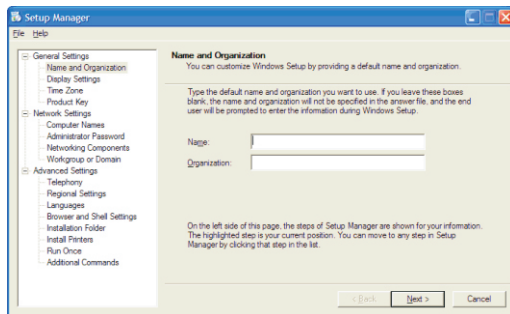 Setup Manager
File Help
General Settings
Name and Organization
Display Settings
Time Zone
Product Key
Network Settings
Computer Names
Administrator Password
Networking Components
Workgroup or Domain
Advanced Settings
Telephony
Regional Settings
Languages
Browser and Shell Settings
Installation Folder
Install Printers
Run Once
Additional Commands
Name and Organization
You can customize Windows Setup by providing a default name and organization.
Type the default name and organization you want to use. If you leave these boxes
blank, the name and organization will not be specified in the answer file, and the end
user will be prompted to enter the information during Windows Setup.
Name:
Organization:
On the left side of this page, the steps of Setup Manager are shown for your information.
The highlighted step is your current position. You can move to any step in Setup
Manager by clicking that step in the list.
< Back Next > Cancel